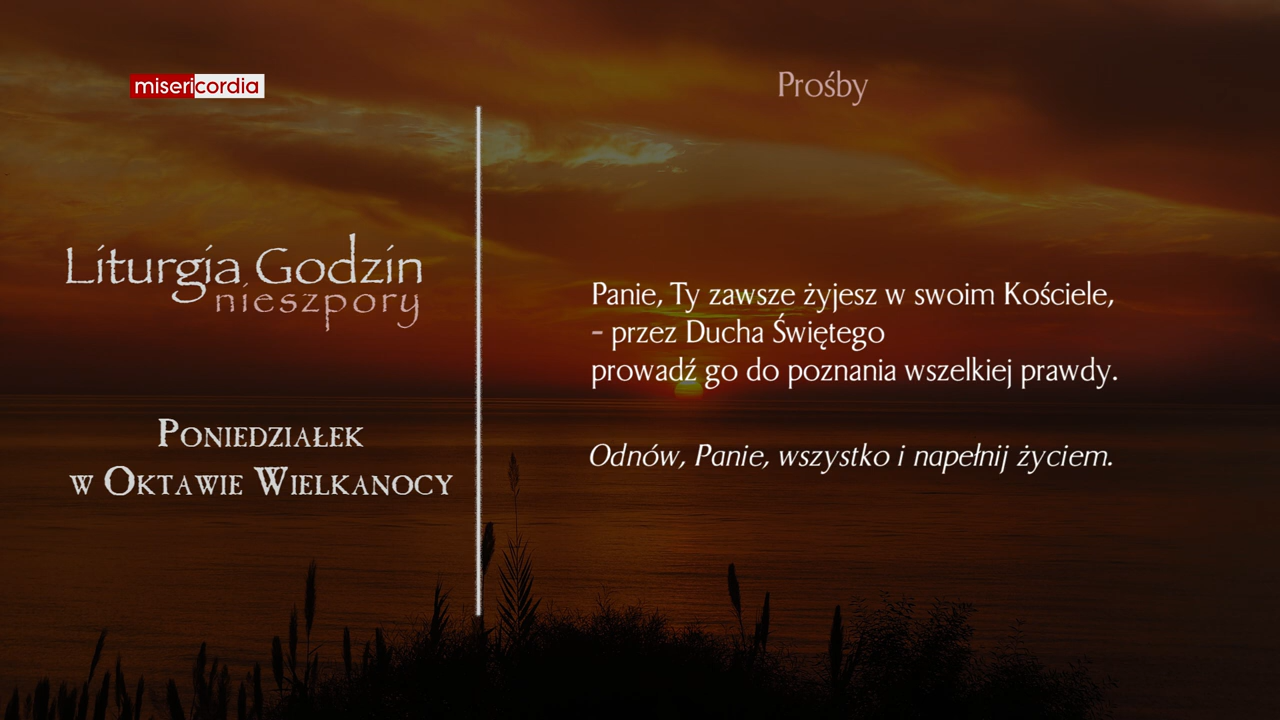 misericordia
Liturgia Godzin
nieszpory
Poniedziałek
w Oktawie Wielkanocy
Prośby
Panie, Ty zawsze żyjesz w swoim Kościele,
– przez Ducha Świętego
prowadź go do poznania wszelkiej prawdy.
Odnów, Panie, wszystko i napełnij życiem.